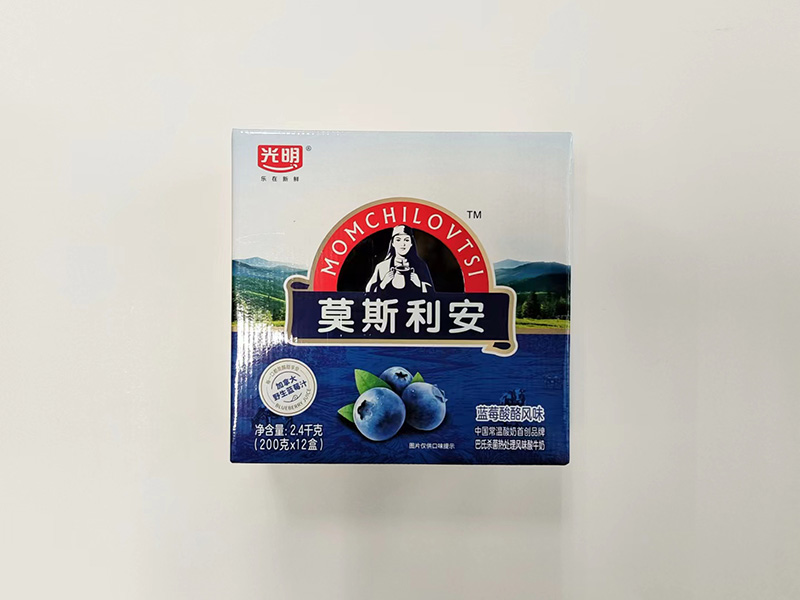 光明®
乐在新鲜
TM
MOMCHILOVTSI
莫斯利安
加拿大
野生蓝莓汁
BLUEBERRY JUICE
净含量：2.4千克
(200克x12盒)
图片仅供口味提示
蓝莓酸酪风味
中国常温酸奶首创品牌
巴氏杀菌热处理风味酸牛奶